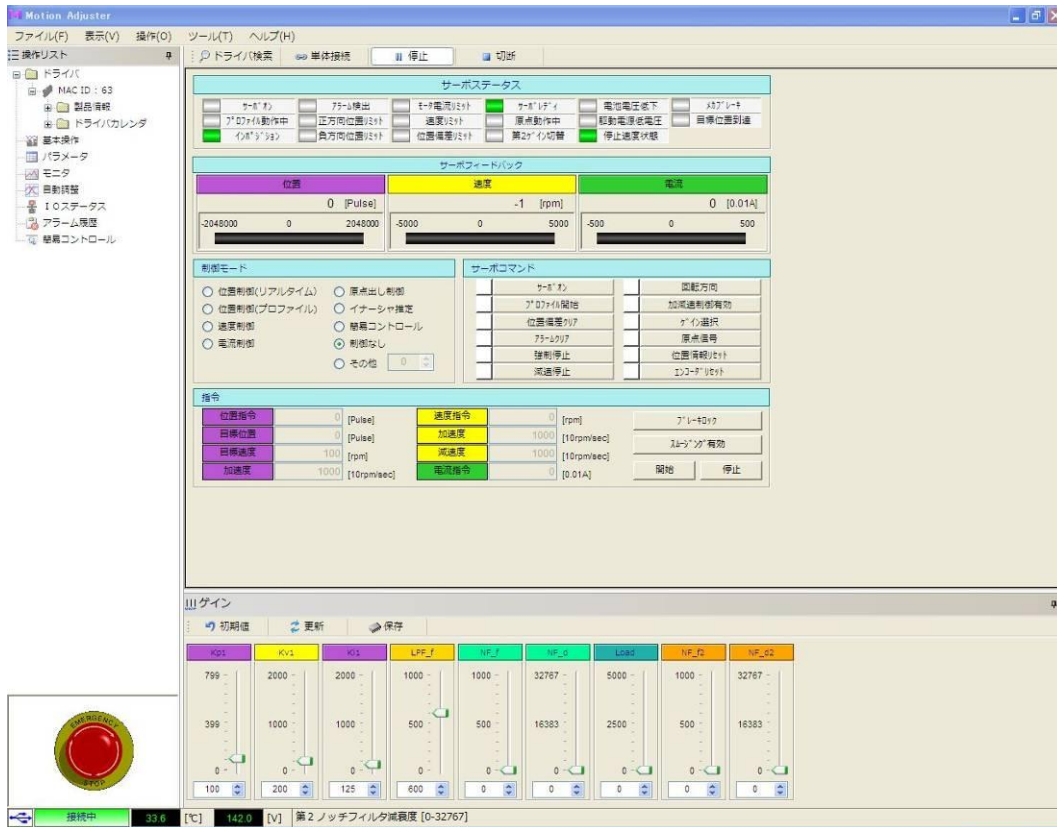 Motion Adjuster
ファイル(F) 表示(V) 操作(O) ツール(T) ヘルプ(H)
操作リスト
ドライバ検索 単体接続 停止 切断
ドライバ
MAC ID : 63
製品情報
ドライバカレンダ
基本操作
パラメータ
モニタ
自動調整
IOステータス
アラーム履歴
簡易コントロール
サーボステータス
サーボオン アラーム検出 モータ電流リミット サーボレディ 電池電圧低下 メカブレーキ
プロファイル動作中 正方向位置リミット 速度リミット 原点動作中 駆動電源低電圧 目標位置到達
インポジション 負方向位置リミット 位置偏差リミット 第2ゲイン切替 停止速度状態
サーボフィードバック
位置 速度 電流
0 [Pulse] -1 [rpm] 0 [0.01A]
-2048000 0 2048000 -5000 0 5000 -500 0 500
制御モード
位置制御(リアルタイム) 原点出し制御
位置制御(プロファイル) イナーシャ推定
速度制御 簡易コントロール
電流制御 制御なし
その他 0
サーボコマンド
サーボオン 回転方向
プロファイル開始 加減速制御有効
位置偏差クリア ゲイン選択
アラームクリア 原点信号
強制停止 位置情報リセット
減速停止 エンコーダリセット
指令
位置指令 0 [Pulse] 速度指令 0 [rpm] ブレーキロック
目標位置 0 [Pulse] 加速度 1000 [10rpm/sec] スムージング有効
目標速度 100 [rpm] 減速度 1000 [10rpm/sec]
加速度 1000 [10rpm/sec] 電流指令 0 [0.01A] 開始 停止
ゲイン
初期値 更新 保存
Kp1 Kv1 Ki1 LPF_f NF_f NF_d Load NF_f2 NF_d2
799 2000 2000 1000 1000 32767 5000 1000 32767
399 1000 1000 500 500 16383 2500 500 16383
0 0 0 0 0 0 0 0 0
100 200 125 600 0 0 0 0 0
EMERGENCY
STOP
接続中 33.6 [℃] 142.0 [V] 第2ノッチフィルタ減衰度 [0-32767]